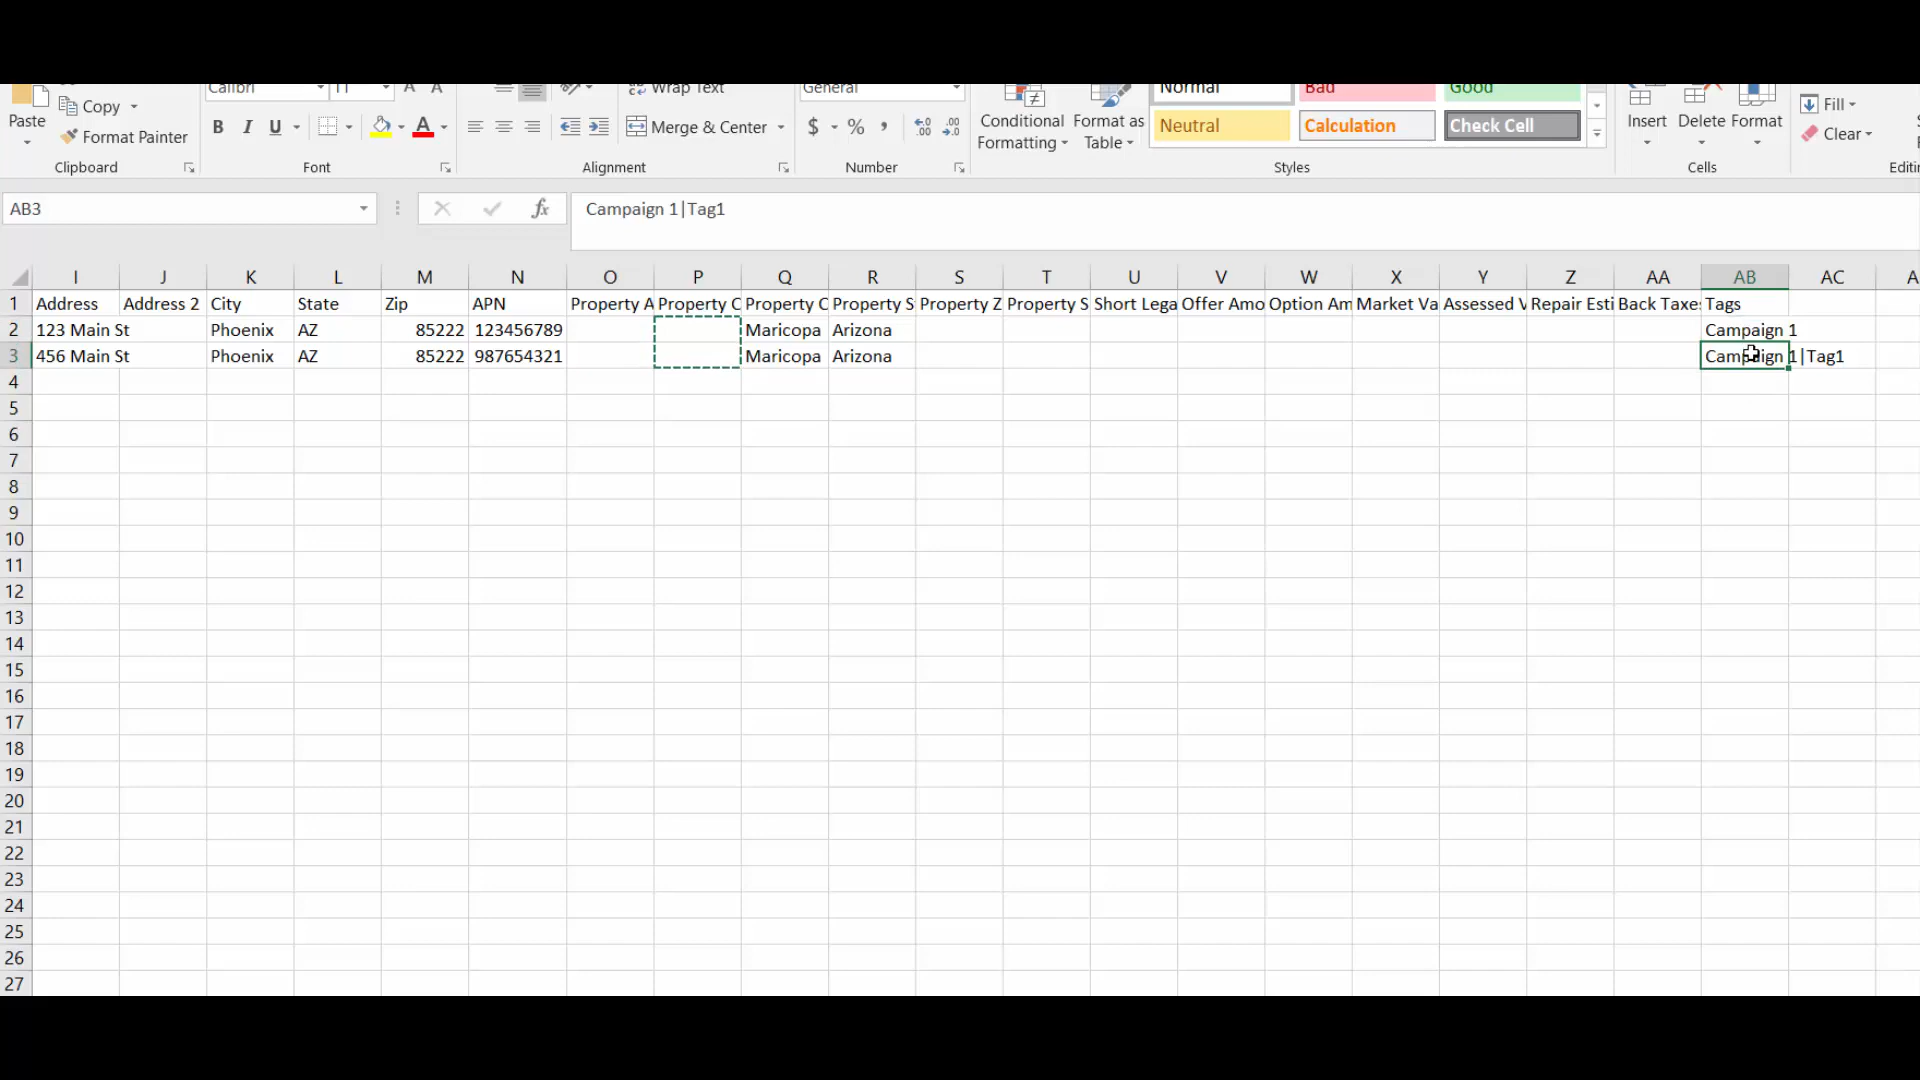 Calibri 11 Wrap Text General Normal Bad Good
Copy Fill
Paste Conditional Format as Insert Delete Format
B I U Merge & Center $ % Neutral Calculation Check Cell
Format Painter Formatting Table Clear
Clipboard Font Alignment Number Styles Cells
AB3 fx Campaign 1|Tag1
I J K L M N O P Q R S T U V W X Y Z AA AB AC
1 Address Address 2 City State Zip APN Property A Property C Property C Property S Property Z Property S Short Lega Offer Amo Option Am Market Va Assessed V Repair Esti Back Taxes Tags
2 123 Main St Phoenix AZ 85222 123456789 Maricopa Arizona Campaign 1
3 456 Main St Phoenix AZ 85222 987654321 Maricopa Arizona Campaign 1|Tag1
4
5
6
7
8
9
10
11
12
13
14
15
16
17
18
19
20
21
22
23
24
25
26
27